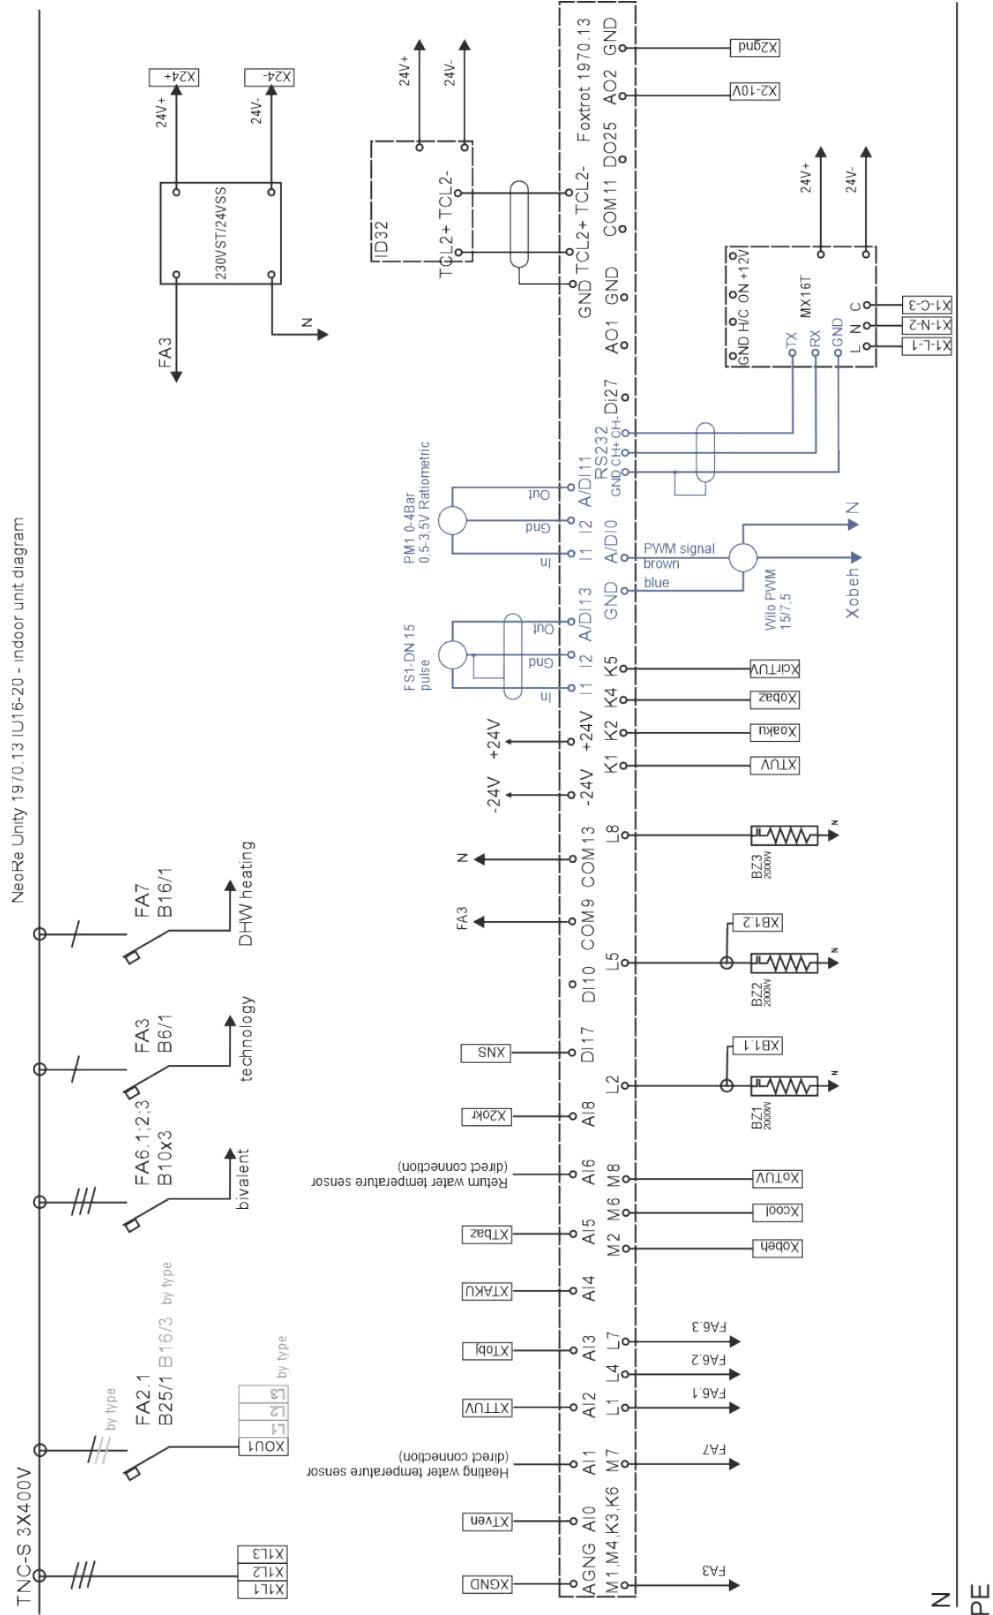 NeoRe Unity 1970.13 IU16-20 - indoor unit diagram
TNC-S 3X400V
X1L1
X1L2
X1L3
by type
FA2.1
B25/1 B16/3 by type
XOU1
L1
L2
L3
by type
FA6.1;2;3
B10x3
bivalent
FA3
B6/1
technology
FA7
B16/1
DHW heating
FA3
N
230VST/24VSS
24V+
24V-
X24+
X24-
XGND
XTven
Heating water temperature sensor
(direct connection)
XTTUV
XTobj
XTAKU
XTbaz
Return water temperature sensor
(direct connection)
X2okr
XNS
FA3
N
-24V
+24V
FS1-DN 15
pulse
In
Gnd
Out
PM1 0-4Bar
0,5-3,5V Ratiometric
In
Gnd
Out
ID32
TCL2+ TCL2-
24V+
24V-
AGNG
AI0
AI1
AI2
AI3
AI4
AI5
AI6
AI8
DI17
DI10
COM9
COM13
-24V
+24V
I1
I2
A/DI13
I1
I2
A/DI11
GND
TCL2+
TCL2-
Foxtrot 1970.13
M1,M4,K3,K6
M7
L1
L4
L7
M2
M6
M8
L2
L5
L8
K1
K2
K4
K5
GND
A/DI0
RS232
GND
CH+
CH-
Di27
AO1
GND
COM11
DO25
AO2
GND
FA3
FA7
FA6.1
FA6.2
FA6.3
Xobeh
Xcool
XoTUV
XB1.1
BZ1
2000W
N
XB1.2
BZ2
2000W
N
BZ3
2000W
N
XTUV
Xoaku
Xobaz
XcirTUV
blue
PWM signal
brown
Wilo PWM
15/7,5
Xobeh
N
GND H/C ON +12V
MX16T
TX
RX
GND
L
N
C
X1-L-1
X1-N-2
X1-C-3
24V+
24V-
X2-10V
X2gnd
N
PE